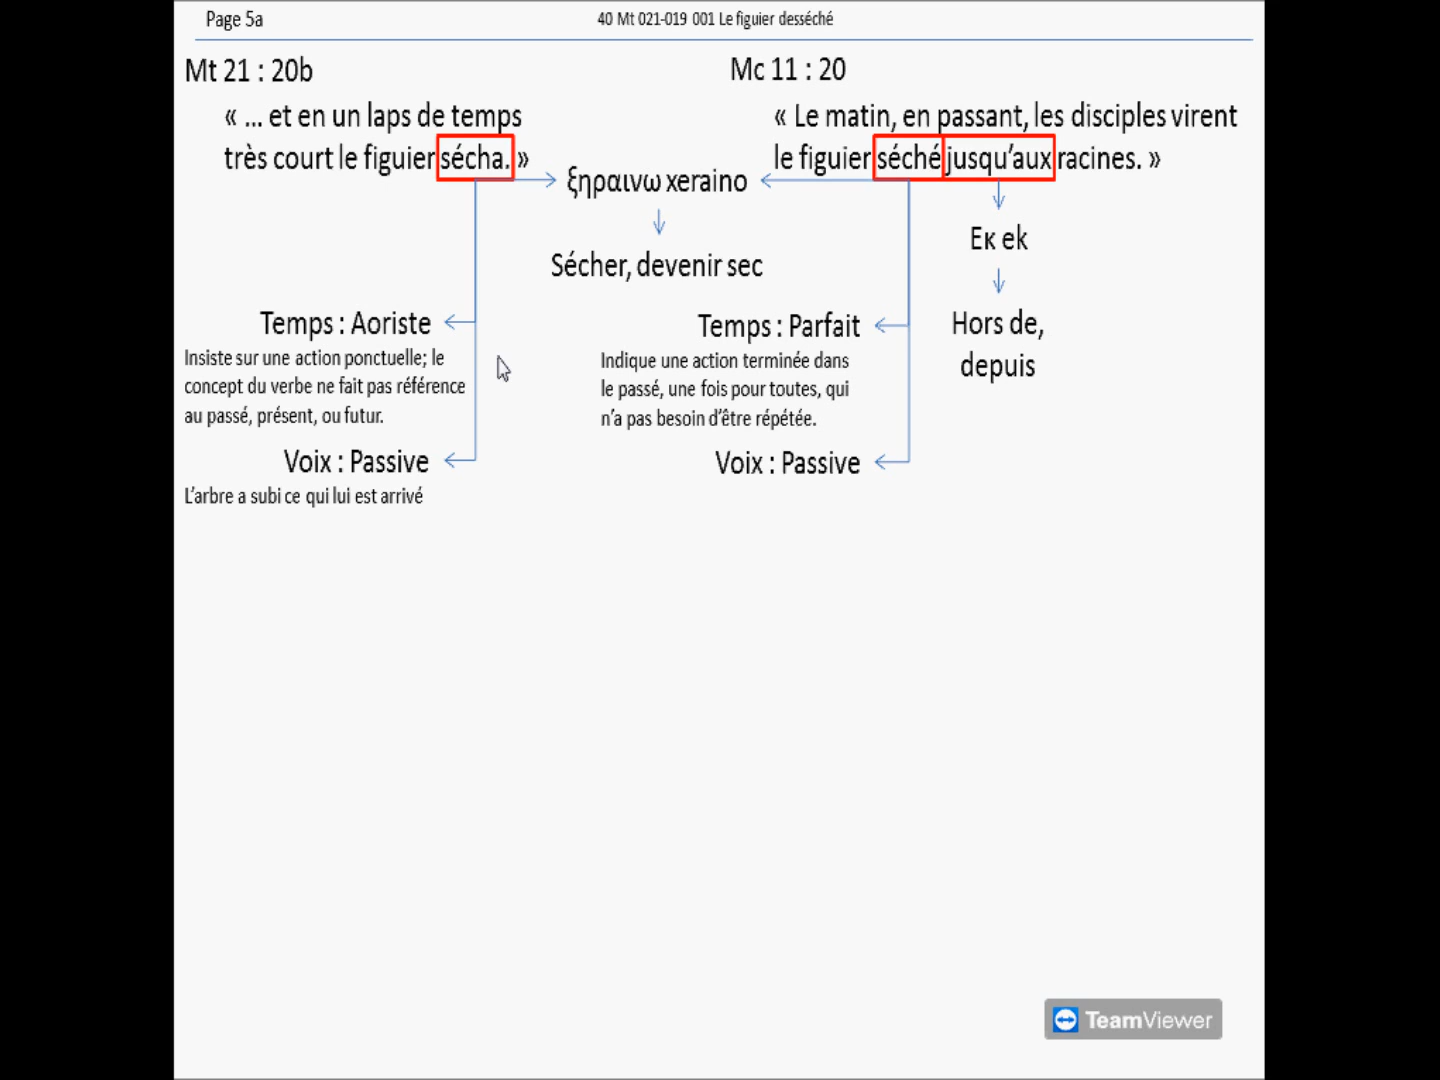 Page 5a
40 Mt 021-019 001 Le figuier desséché
Mt 21 : 20b
« ... et en un laps de temps
très court le figuier sécha. »
Mc 11 : 20
« Le matin, en passant, les disciples virent
le figuier séché jusqu'aux racines. »
ξηραινω xeraino
Sécher, devenir sec
Εκ ek
Hors de,
depuis
Temps : Aoriste
Insiste sur une action ponctuelle; le
concept du verbe ne fait pas référence
au passé, présent, ou futur.
Voix : Passive
L'arbre a subi ce qui lui est arrivé
Temps : Parfait
Indique une action terminée dans
le passé, une fois pour toutes, qui
n'a pas besoin d'être répétée.
Voix : Passive
TeamViewer